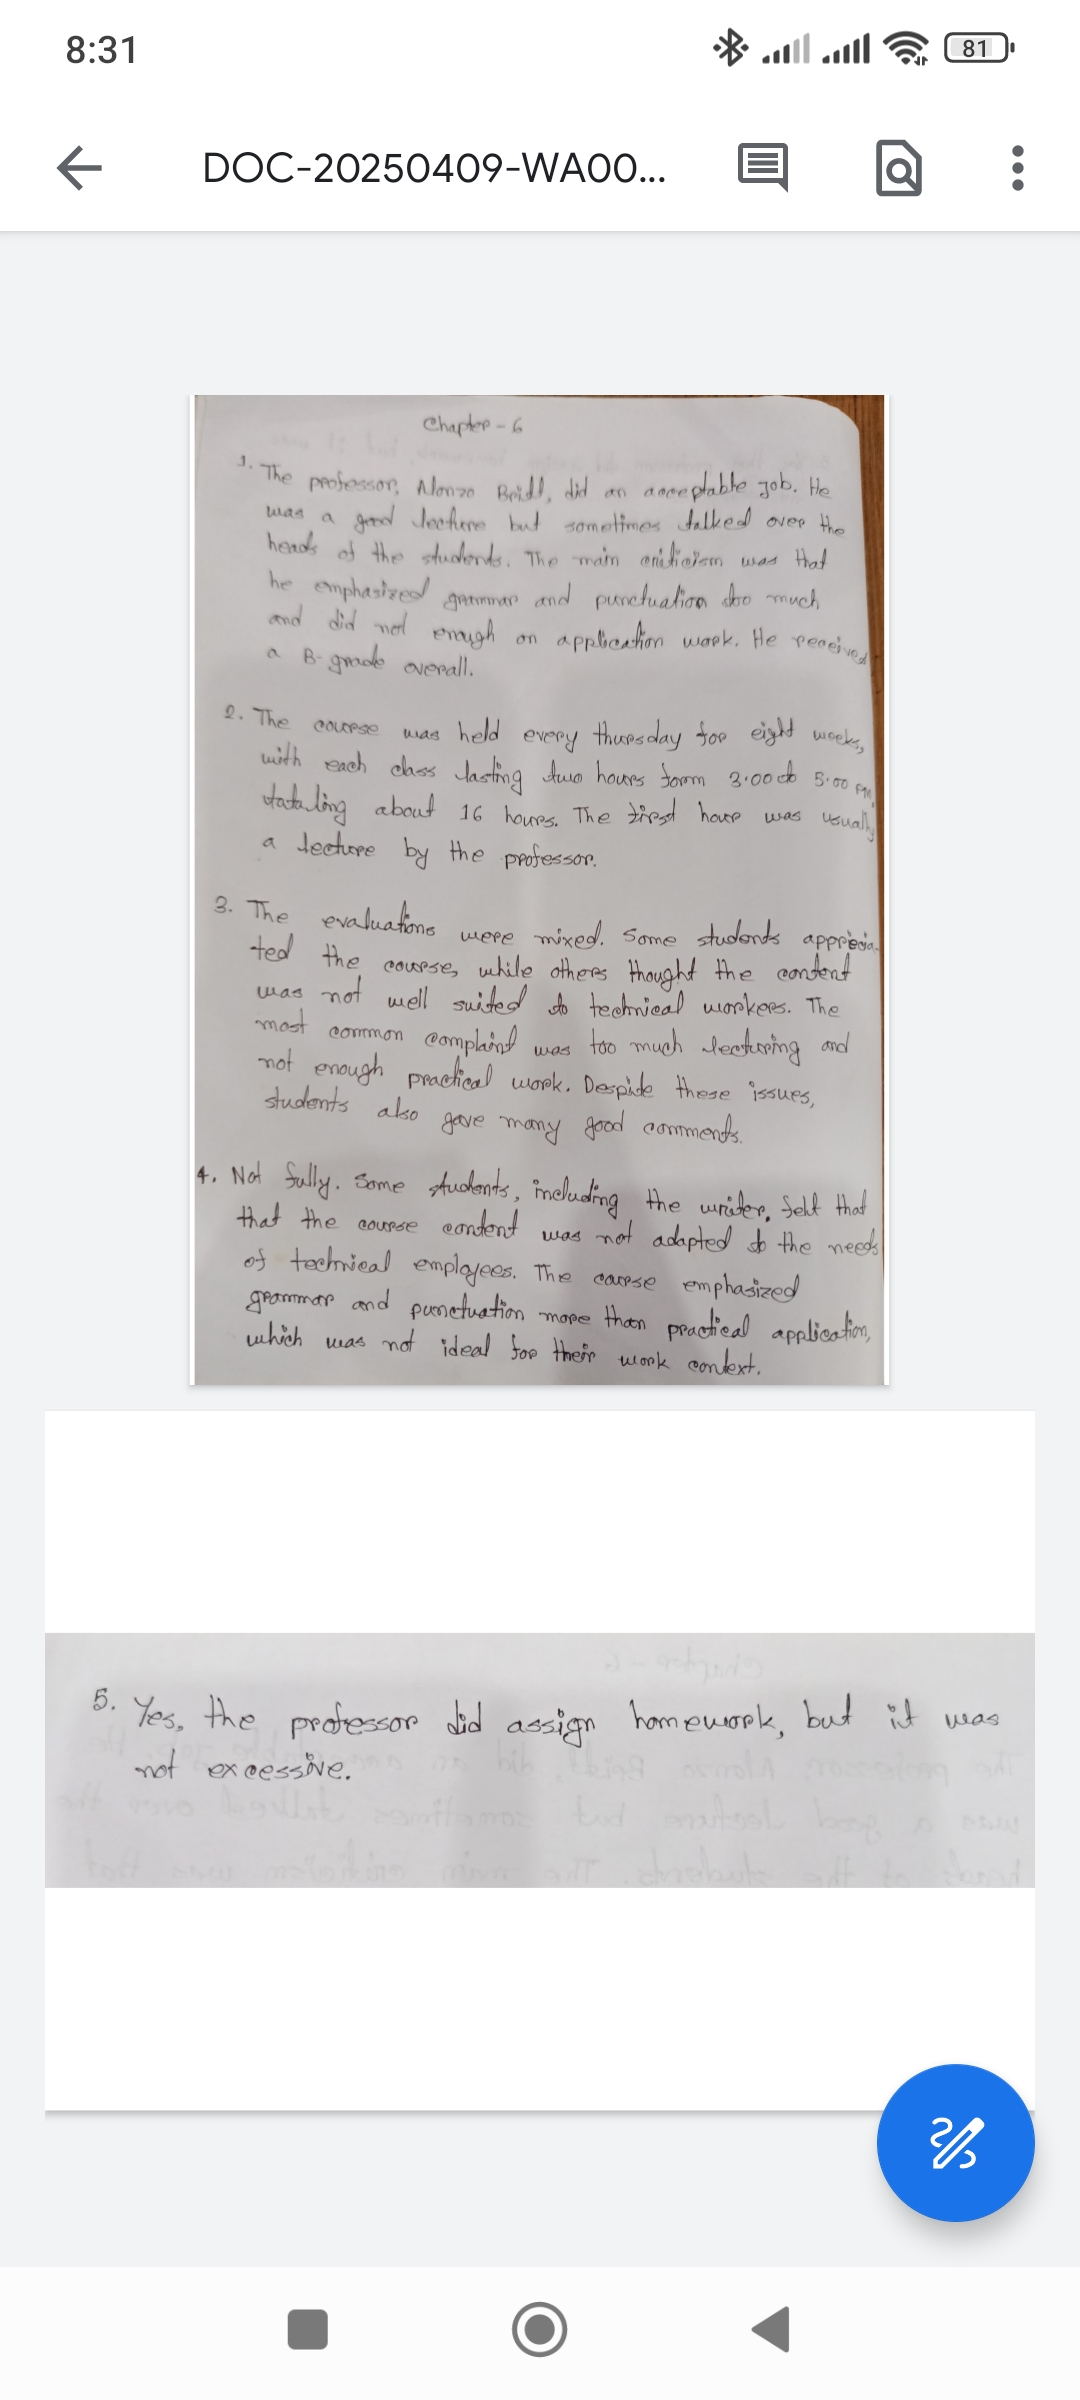 8:31
81
DOC-20250409-WA00...
Chapter - 6
1. The professor, Alonzo Bridl, did an acceptable job. He
was a good lecture but sometimes talked over the
heads of the students. The main criticism was that
he emphasized grammar and punctuation too much
and did not enough on application work. He received
a B- grade overall.
2. The course was held every thursday for eight weeks,
with each class lasting two hours form 3.00 to 5.00 PM,
totaling about 16 hours. The first hour was usually
a lecture by the professor.
3. The evaluations were mixed. Some students apprecia-
ted the course, while others thought the content
was not well suited to technical workers. The
most common complaint was too much lecturing and
not enough practical work. Despite these issues,
students also gave many good comments.
4. Not fully. Some students, including the writer, felt that
that the course content was not adapted to the needs
of technical employees. The course emphasized
grammar and punctuation more than practical application,
which was not ideal for their work context.
5. Yes, the professor did assign homework, but it was
not excessive.